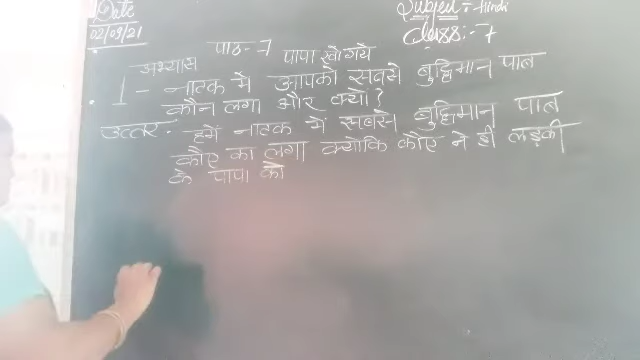 Date
02/09/21
Subject :- Hindi
Class :- 7
पाठ-7 पापा खो गये
अभ्यास
1 - नाटक में आपको सबसे बुद्धिमान पात्र
कौन लगा और क्यों?
उत्तर - हमें नाटक में सबसे बुद्धिमान पात्र
कौए का लगा क्योंकि कौए ने ही लड़की
के पापा को